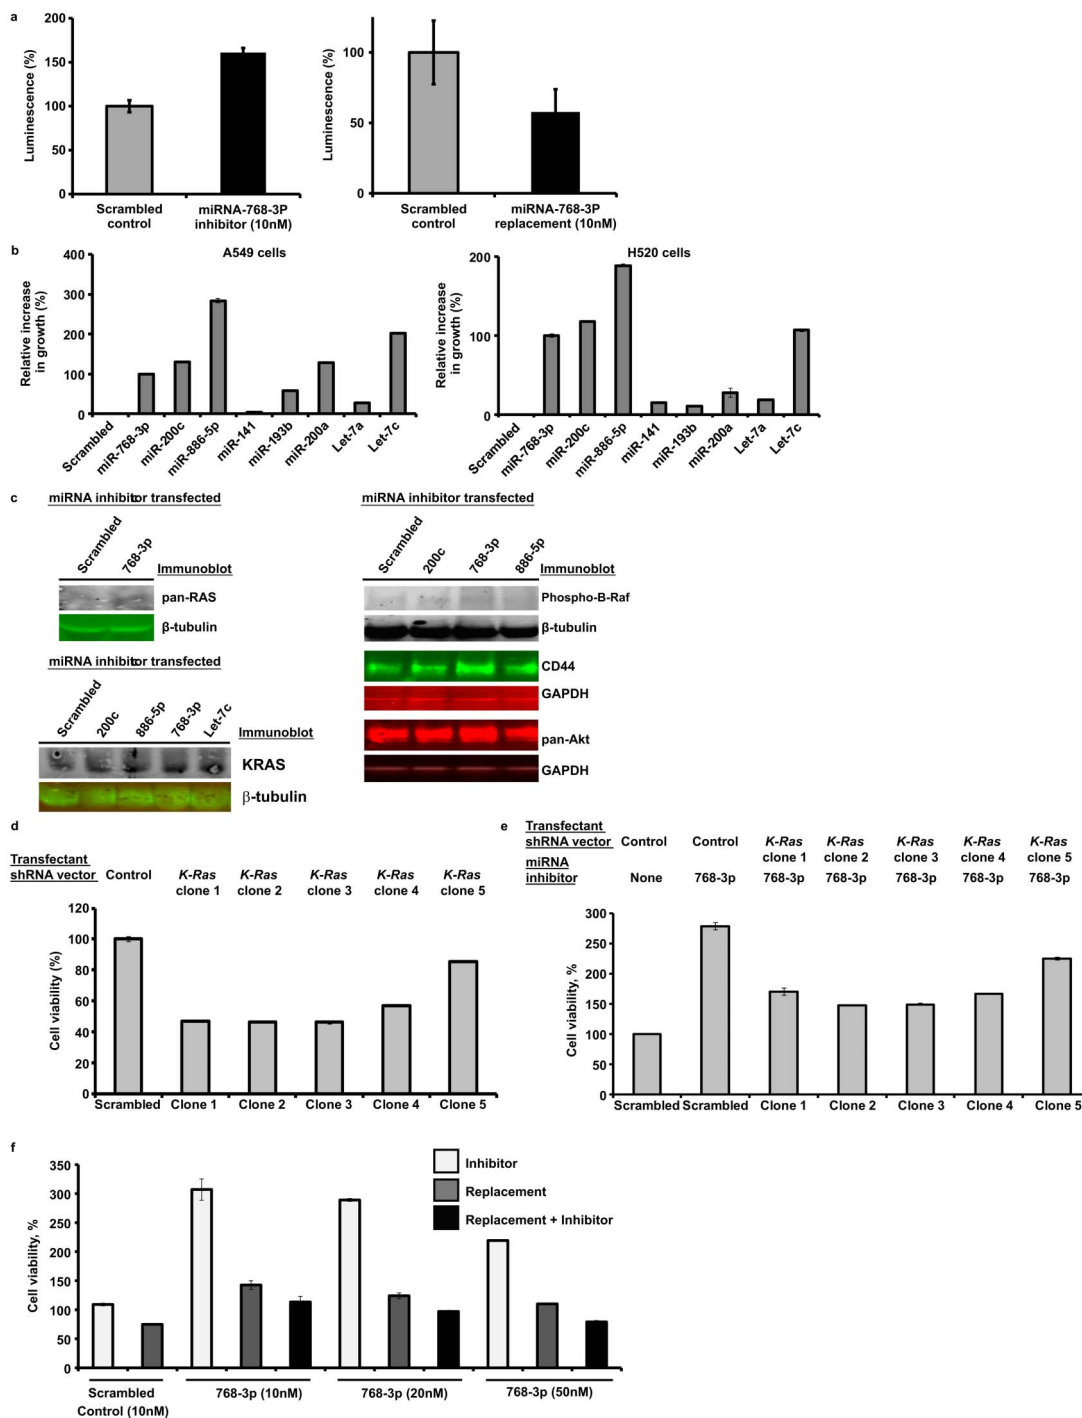 a
200
150
100
50
0
Luminescence (%)
Scrambled
control
miRNA-768-3P
inhibitor (10nM)
100
50
0
Luminescence (%)
Scrambled
control
miRNA-768-3P
replacement (10nM)
b
A549 cells
400
300
200
100
0
Relative increase
in growth (%)
Scrambled
miR-768-3p
miR-200c
miR-886-5p
miR-141
miR-193b
miR-200a
Let-7a
Let-7c
H520 cells
200
100
0
Relative increase
in growth (%)
Scrambled
miR-768-3p
miR-200c
miR-886-5p
miR-141
miR-193b
miR-200a
Let-7a
Let-7c
c
miRNA inhibitor transfected
Scrambled
768-3p
Immunoblot
pan-RAS
β-tubulin
miRNA inhibitor transfected
Scrambled
200c
886-5p
768-3p
Let-7c
Immunoblot
KRAS
β-tubulin
miRNA inhibitor transfected
Scrambled
200c
768-3p
886-5p
Immunoblot
Phospho-B-Raf
β-tubulin
CD44
GAPDH
pan-Akt
GAPDH
d
Transfectant
shRNA vector
Control
K-Ras
clone 1
K-Ras
clone 2
K-Ras
clone 3
K-Ras
clone 4
K-Ras
clone 5
120
100
80
60
40
20
0
Cell viability (%)
Scrambled
Clone 1
Clone 2
Clone 3
Clone 4
Clone 5
e
Transfectant
shRNA vector
Control
Control
K-Ras
clone 1
K-Ras
clone 2
K-Ras
clone 3
K-Ras
clone 4
K-Ras
clone 5
miRNA
inhibitor
None
768-3p
768-3p
768-3p
768-3p
768-3p
768-3p
300
250
200
150
100
50
0
Cell viability, %
Scrambled
Scrambled
Clone 1
Clone 2
Clone 3
Clone 4
Clone 5
f
350
300
250
200
150
100
50
0
Cell viability, %
Inhibitor
Replacement
Replacement + Inhibitor
Scrambled
Control (10nM)
768-3p (10nM)
768-3p (20nM)
768-3p (50nM)